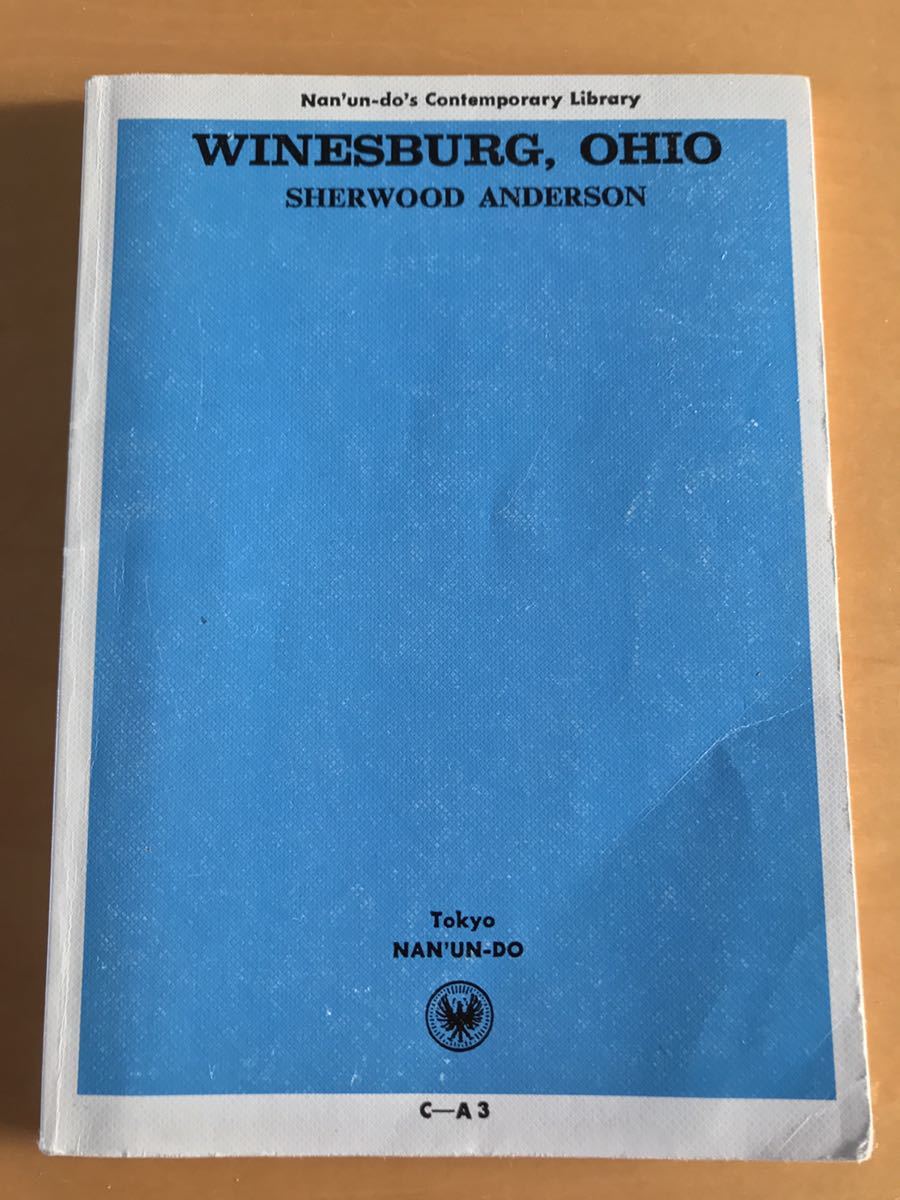 Nan'un-do's Contemporary Library
WINESBURG, OHIO
SHERWOOD ANDERSON
Tokyo
NAN'UN-DO
C—A 3